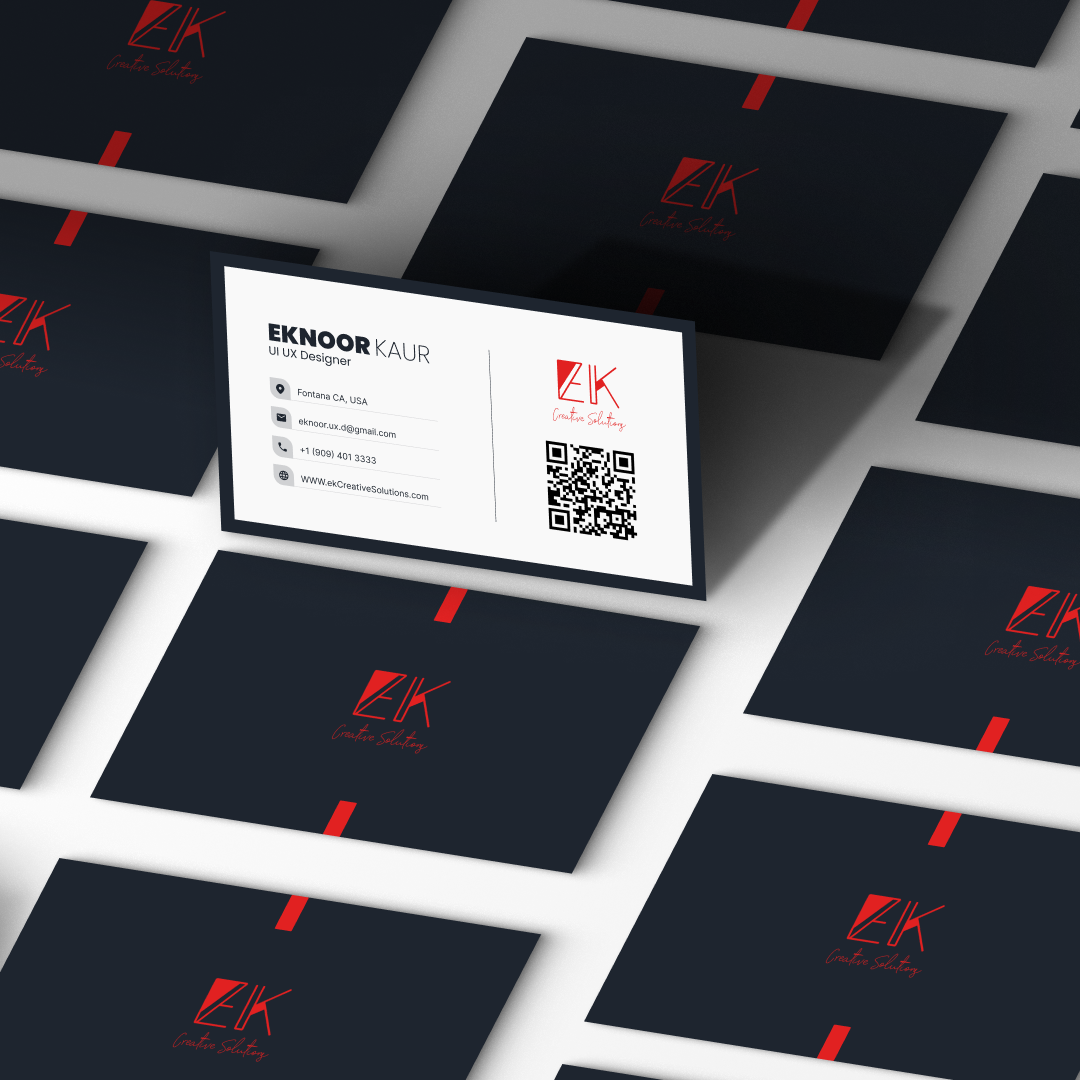 EK
Creative Solutions
EK
Creative Solutions
EK
Creative Solutions
EKNOOR KAUR
UI UX Designer
Fontana CA, USA
eknoor.ux.d@gmail.com
+1 (909) 401 3333
WWW.ekCreativeSolutions.com
EK
Creative Solutions
EK
Creative Solutions
EK
Creative Solutions
EK
Creative Solutions
EK
Creative Solutions